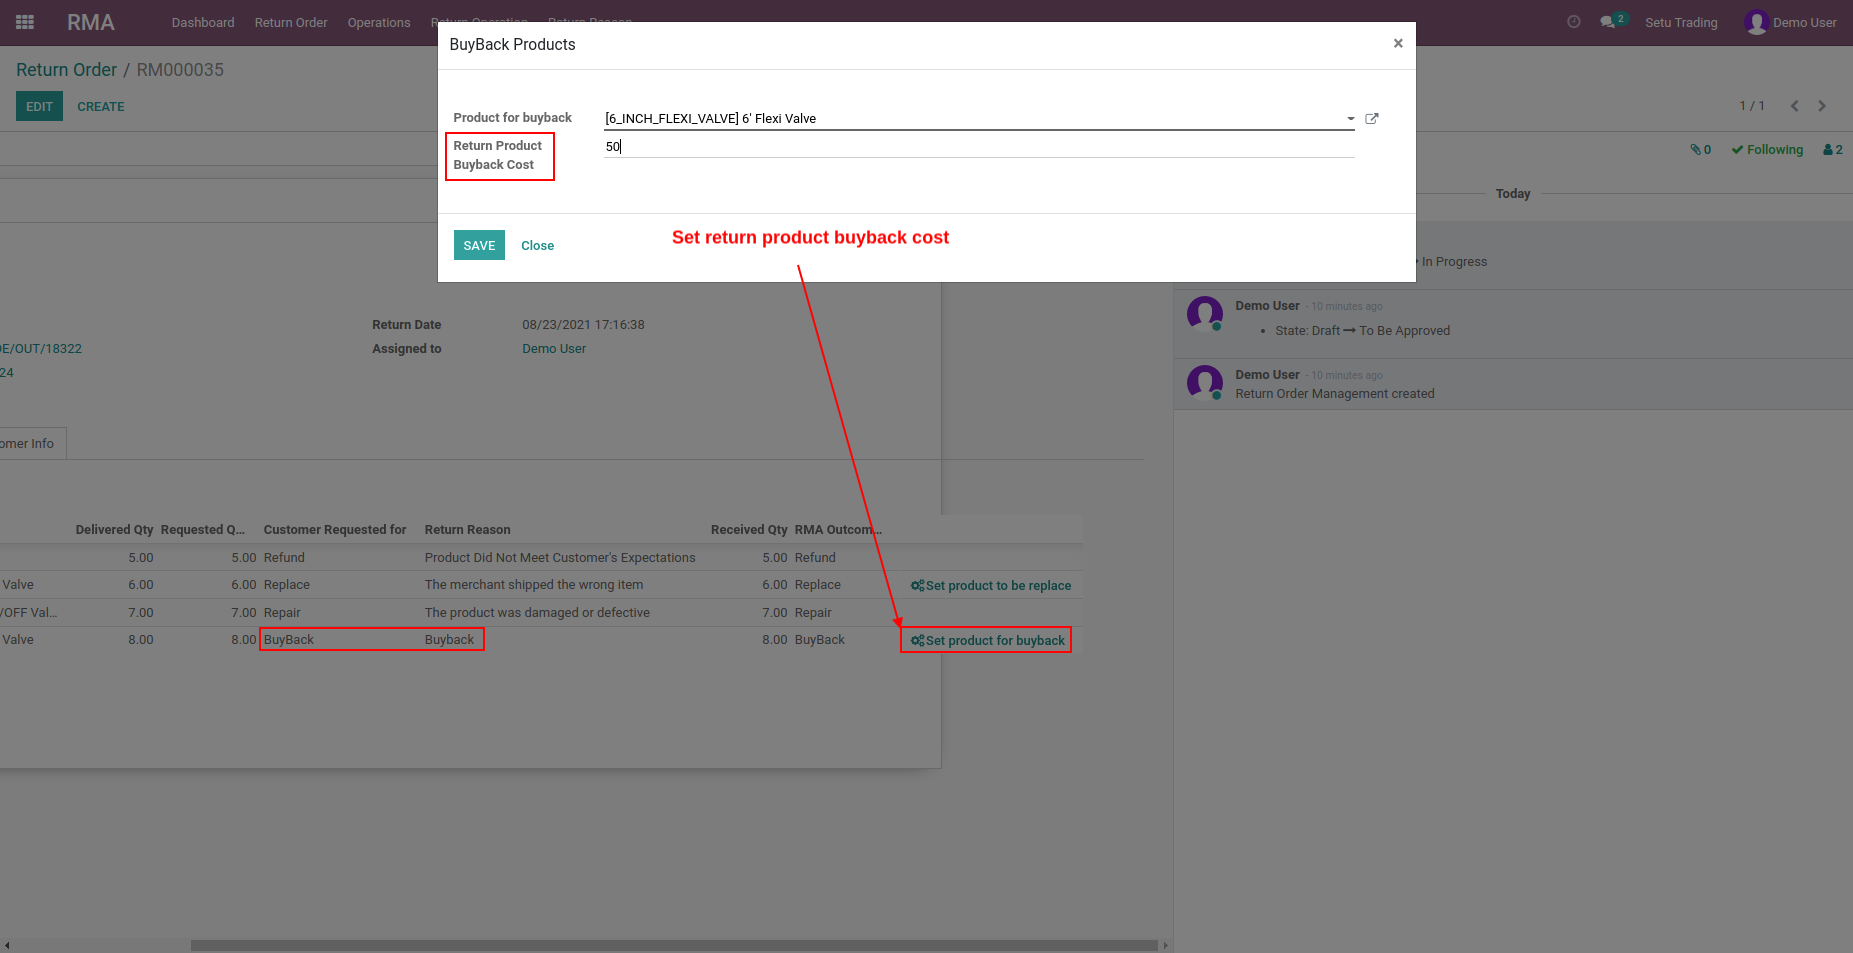 RMA Dashboard Return Order Operations Return Operation Return Reason 2 Setu Trading Demo User
BuyBack Products ×
Return Order / RM000035
EDIT CREATE 1 / 1
Product for buyback [6_INCH_FLEXI_VALVE] 6' Flexi Valve
Return Product
Buyback Cost
50
0 Following 2
Today
SAVE Close
Set return product buyback cost
In Progress
Demo User - 10 minutes ago
State: Draft → To Be Approved
Return Date 08/23/2021 17:16:38
DE/OUT/18322 Assigned to Demo User
24
Demo User - 10 minutes ago
Return Order Management created
omer Info
Delivered Qty Requested Q... Customer Requested for Return Reason Received Qty RMA Outcom...
5.00 5.00 Refund Product Did Not Meet Customer's Expectations 5.00 Refund
Valve 6.00 6.00 Replace The merchant shipped the wrong item 6.00 Replace Set product to be replace
/OFF Val... 7.00 7.00 Repair The product was damaged or defective 7.00 Repair
Valve 8.00 8.00 BuyBack Buyback 8.00 BuyBack Set product for buyback